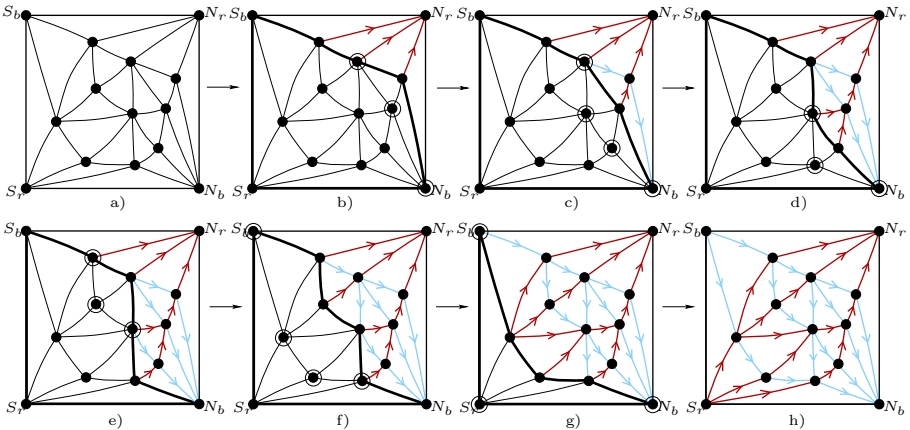 S_b N_r S_b N_r S_b N_r S_b N_r
S_r N_b S_r N_b S_r N_b S_r N_b
a) b) c) d)
S_b N_r S_b N_r S_b N_r S_b N_r
S_r N_b S_r N_b S_r N_b S_r N_b
e) f) g) h)